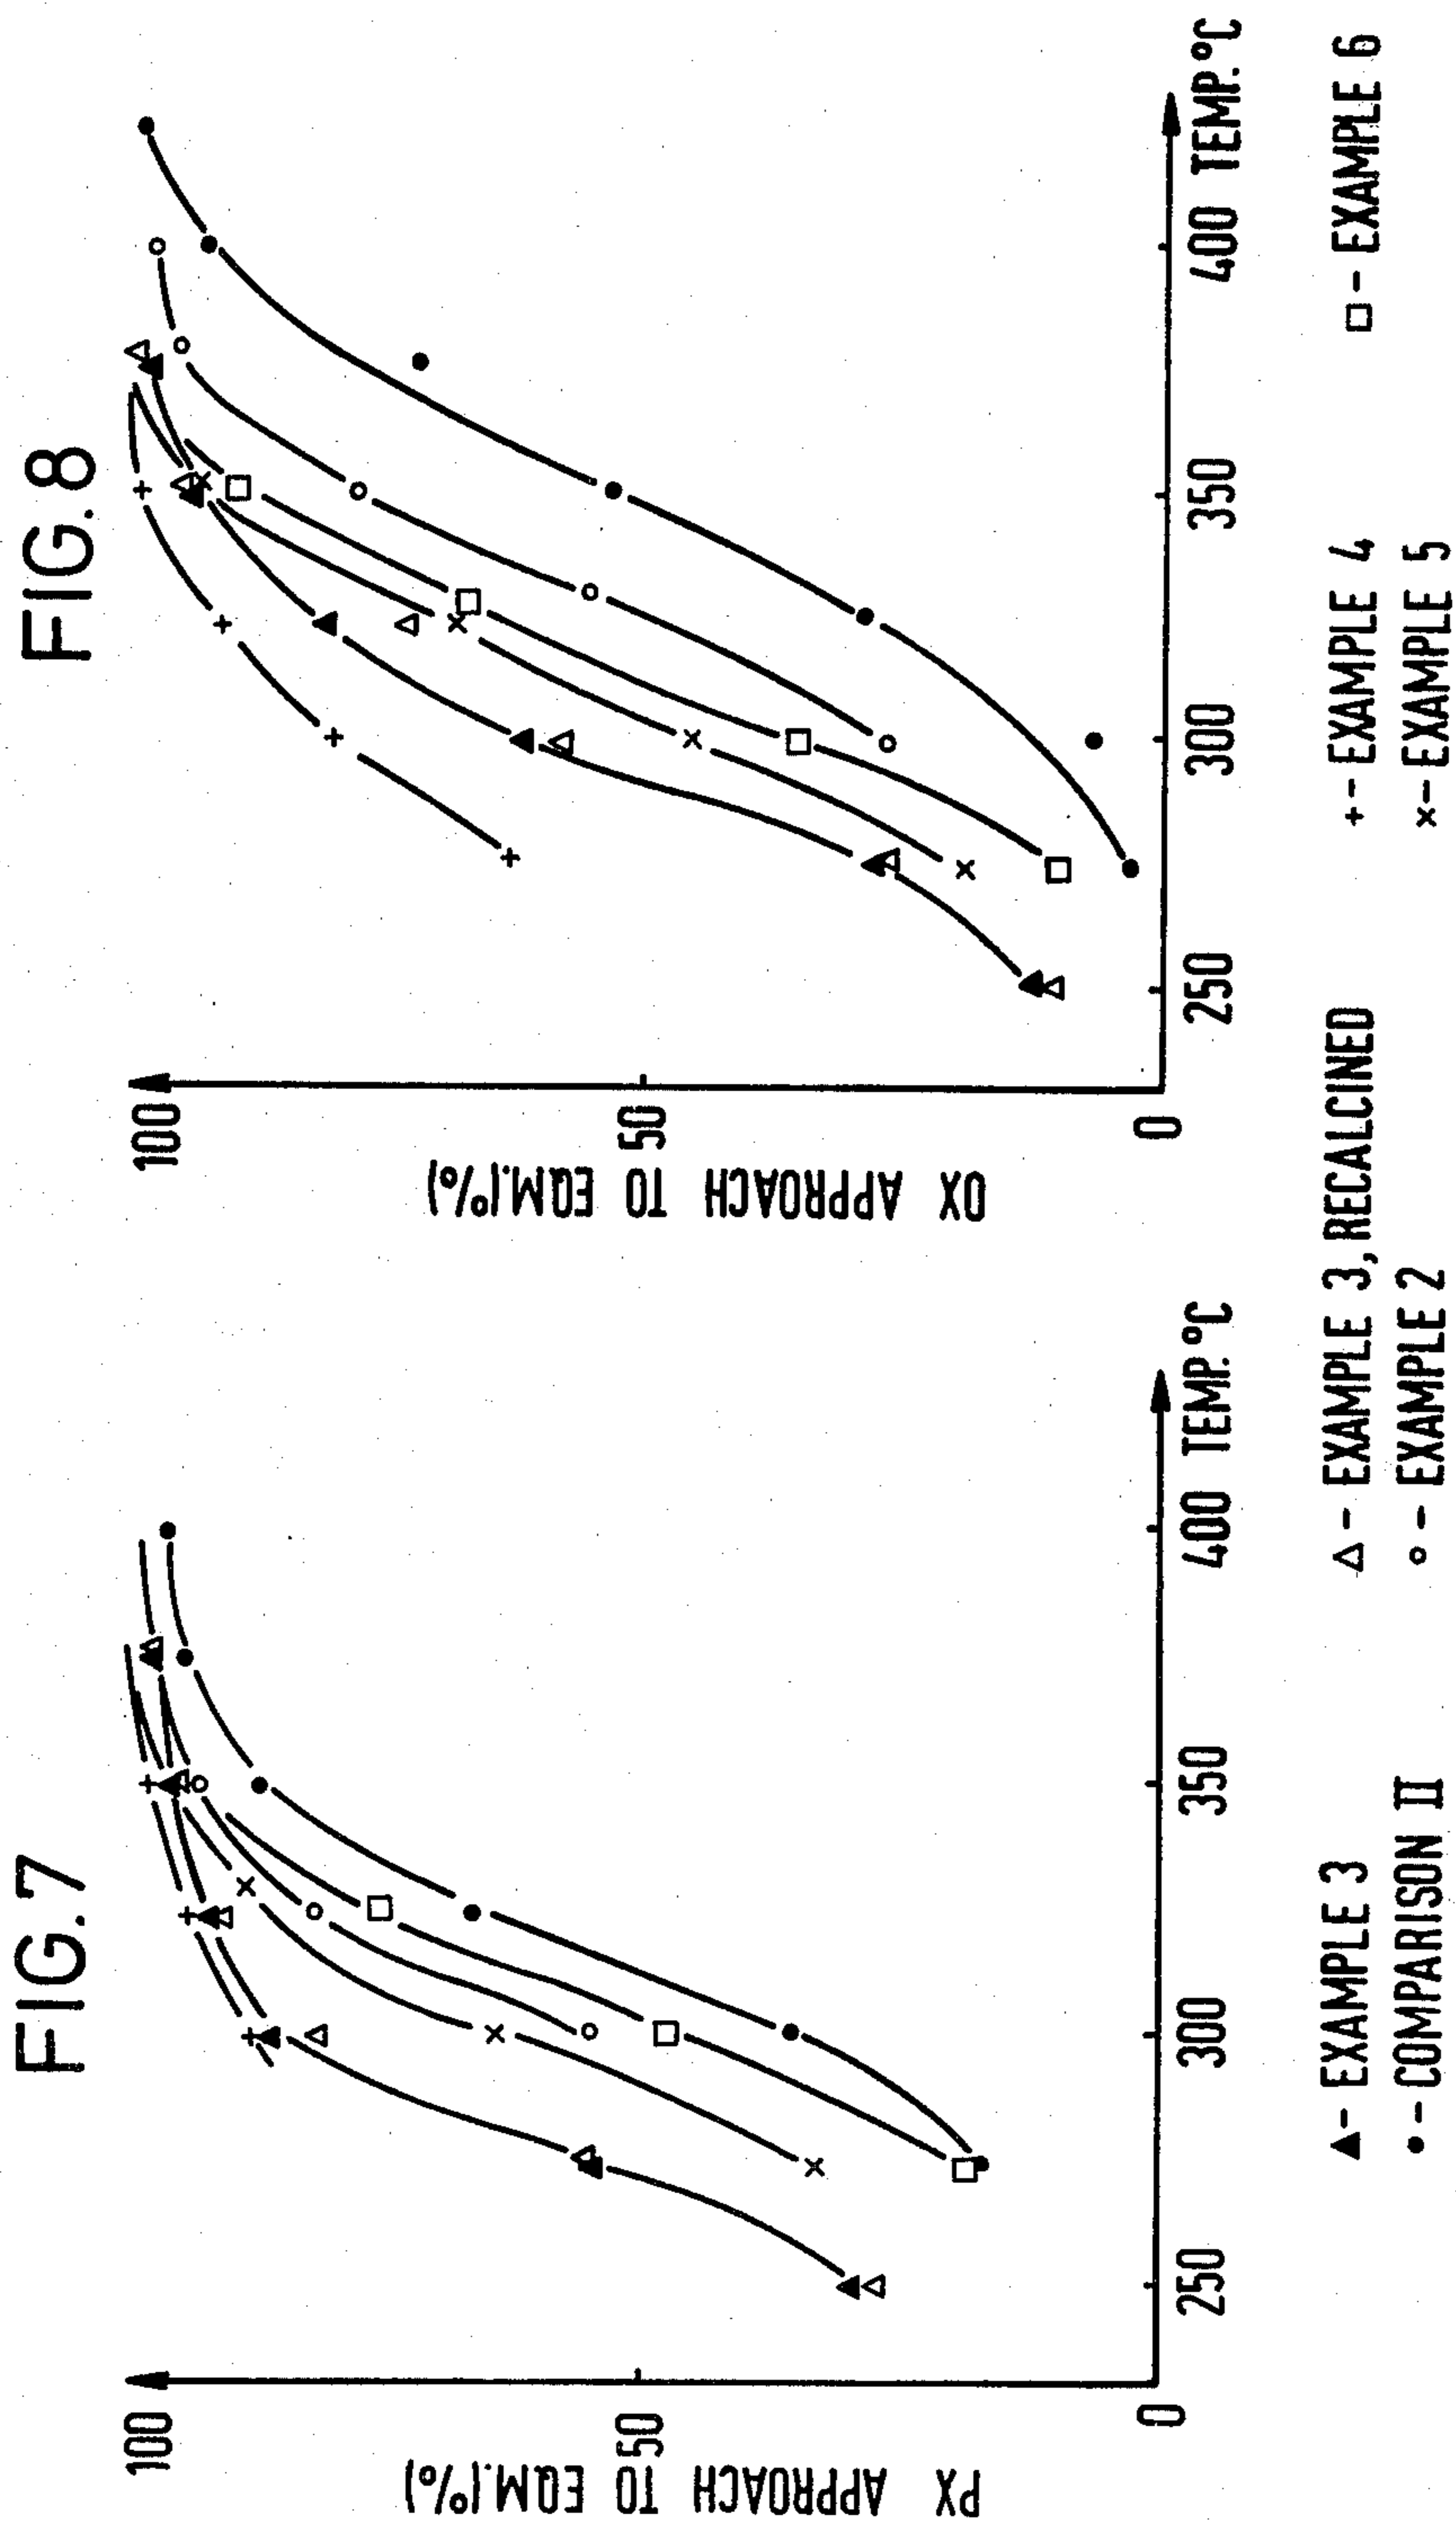 FIG.7
100
50
0
PX APPROACH TO EQM.(%)
250
300
350
400
TEMP.°C
FIG.8
100
50
0
OX APPROACH TO EQM.(%)
250
300
350
400
TEMP.°C
▲- EXAMPLE 3
△ - EXAMPLE 3, RECALCINED
+ - EXAMPLE 4
□ - EXAMPLE 6
● - COMPARISON II
○ - EXAMPLE 2
×- EXAMPLE 5